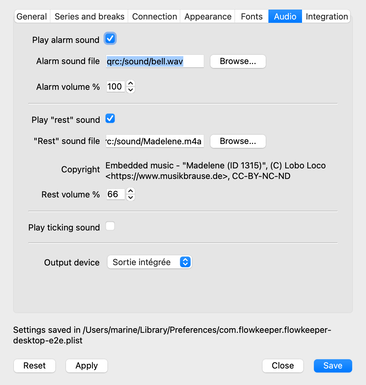 General Series and breaks Connection Appearance Fonts Audio Integration
Play alarm sound
Alarm sound file qrc:/sound/bell.wav Browse...
Alarm volume % 100
Play "rest" sound
"Rest" sound file :c:/sound/Madelene.m4a Browse...
Copyright Embedded music - "Madelene (ID 1315)", (C) Lobo Loco
<https://www.musikbrause.de>, CC-BY-NC-ND
Rest volume % 66
Play ticking sound
Output device Sortie intégrée
Settings saved in /Users/marine/Library/Preferences/com.flowkeeper.flowkeeper-
desktop-e2e.plist
Reset Apply Close Save